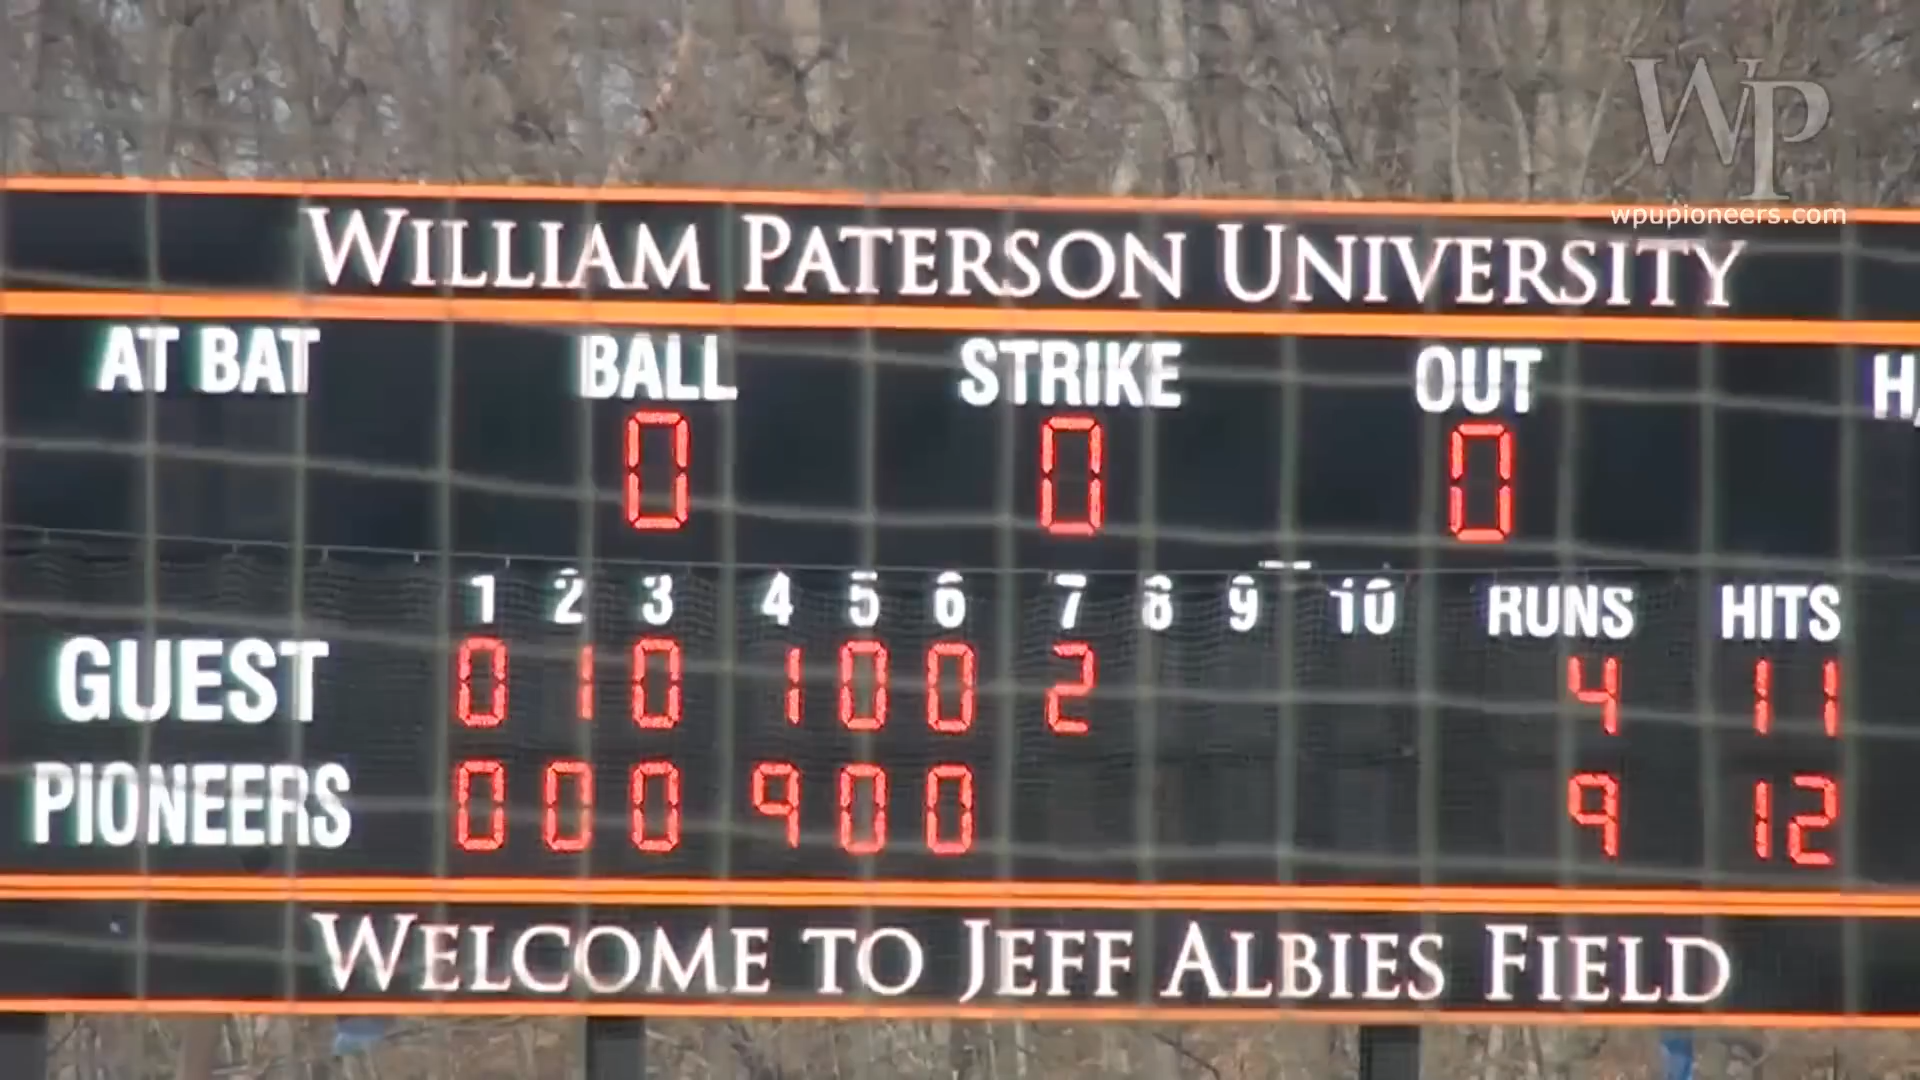 WP
wpupioneers.com
WILLIAM PATERSON UNIVERSITY
AT BAT BALL STRIKE OUT
0 0 0
1 2 3 4 5 6 7 8 9 10 RUNS HITS
GUEST 0 1 0 1 0 0 2 4 11
PIONEERS 0 0 0 9 0 0 9 12
WELCOME TO JEFF ALBIES FIELD